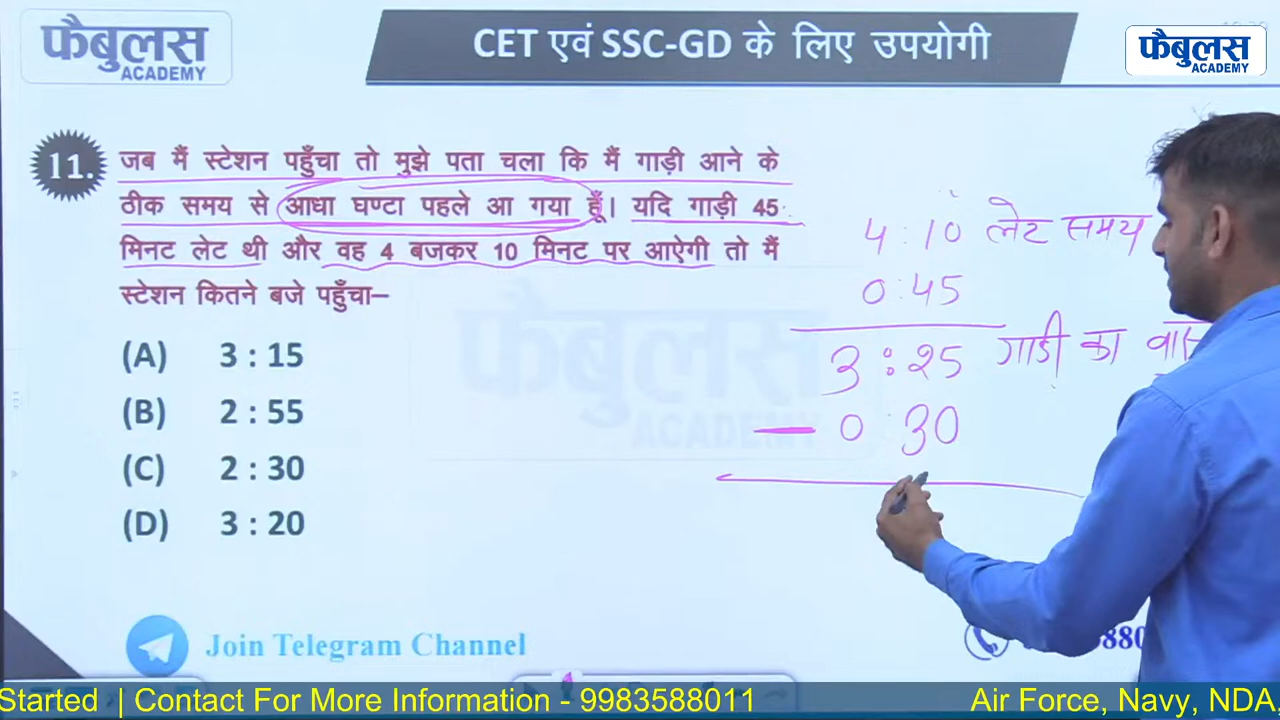 फैबुलस
ACADEMY
CET एवं SSC-GD के लिए उपयोगी
फैबुलस
ACADEMY
11. जब मैं स्टेशन पहुँचा तो मुझे पता चला कि मैं गाड़ी आने के
ठीक समय से आधा घण्टा पहले आ गया हूँ। यदि गाड़ी 45
मिनट लेट थी और वह 4 बजकर 10 मिनट पर आऐगी तो मैं
स्टेशन कितने बजे पहुँचा–
(A) 3 : 15
(B) 2 : 55
(C) 2 : 30
(D) 3 : 20
4:10 लेट समय
0:45
3:25 गाडी का
— 0 30
फैबुलस
ACADEMY
Join Telegram Channel
Started | Contact For More Information - 9983588011
Air Force, Navy, NDA,